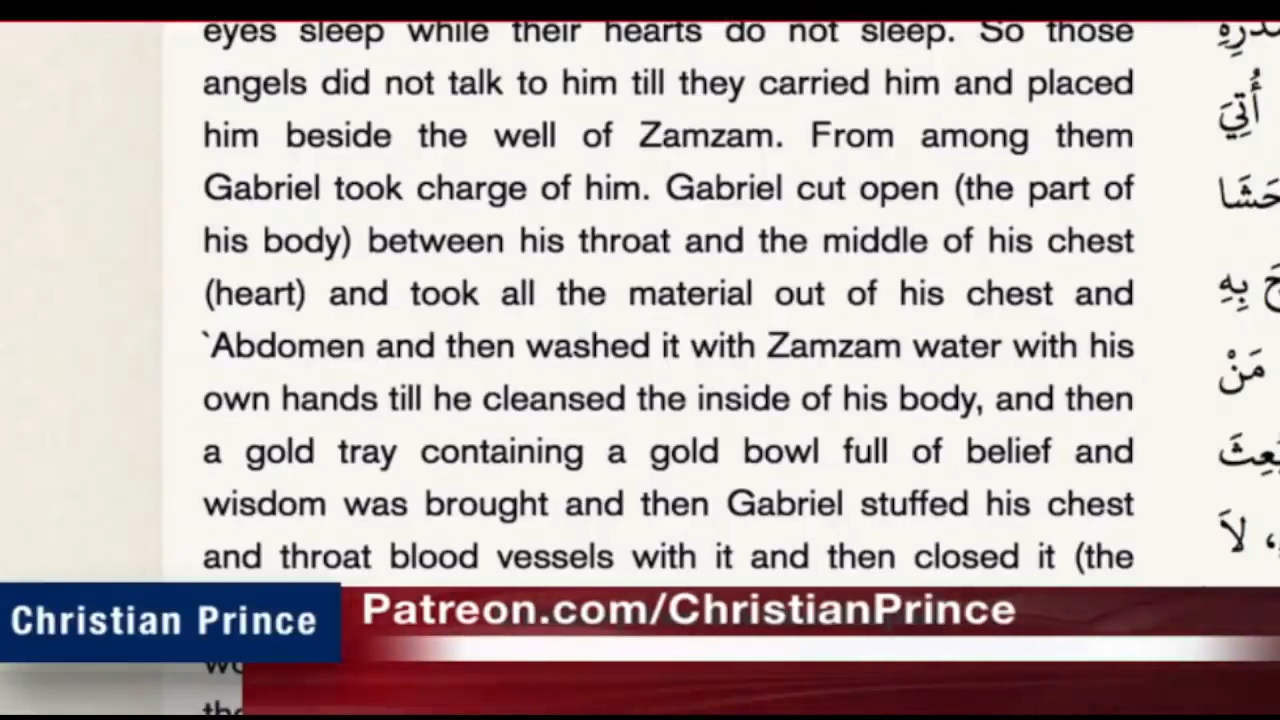 eyes sleep while their hearts do not sleep. So those
angels did not talk to him till they carried him and placed
him beside the well of Zamzam. From among them
Gabriel took charge of him. Gabriel cut open (the part of
his body) between his throat and the middle of his chest
(heart) and took all the material out of his chest and
`Abdomen and then washed it with Zamzam water with his
own hands till he cleansed the inside of his body, and then
a gold tray containing a gold bowl full of belief and
wisdom was brought and then Gabriel stuffed his chest
and throat blood vessels with it and then closed it (the
أُتِيَ
بِهِ
مَنْ
لاَ
Christian Prince
Patreon.com/ChristianPrince